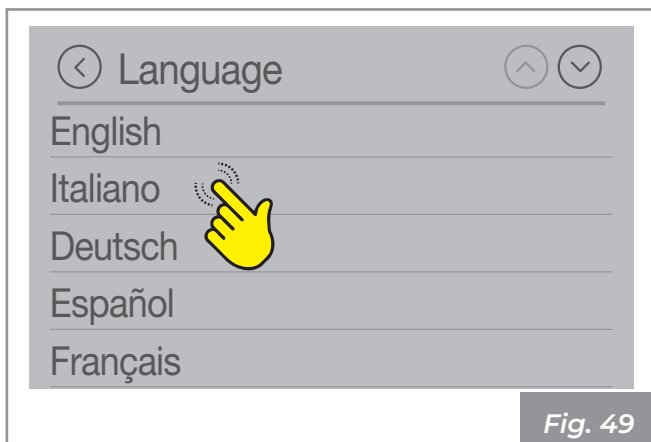 Language
English
Italiano
Deutsch
Español
Français
Fig. 49